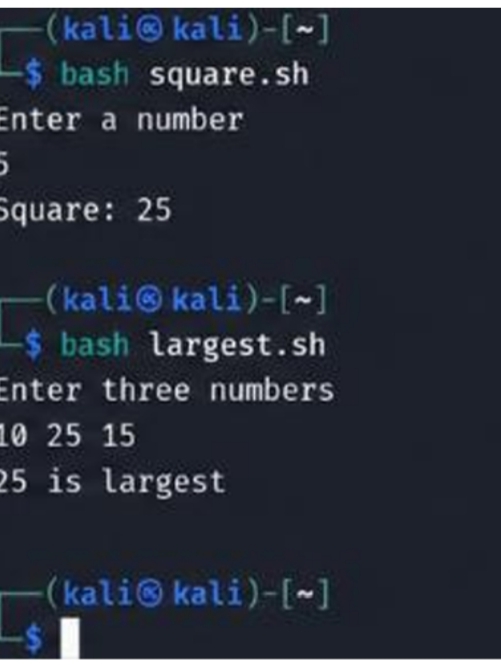 (kali㉿kali)-[~]
$ bash square.sh
Enter a number
5
Square: 25
(kali㉿kali)-[~]
$ bash largest.sh
Enter three numbers
10 25 15
25 is largest
(kali㉿kali)-[~]
$